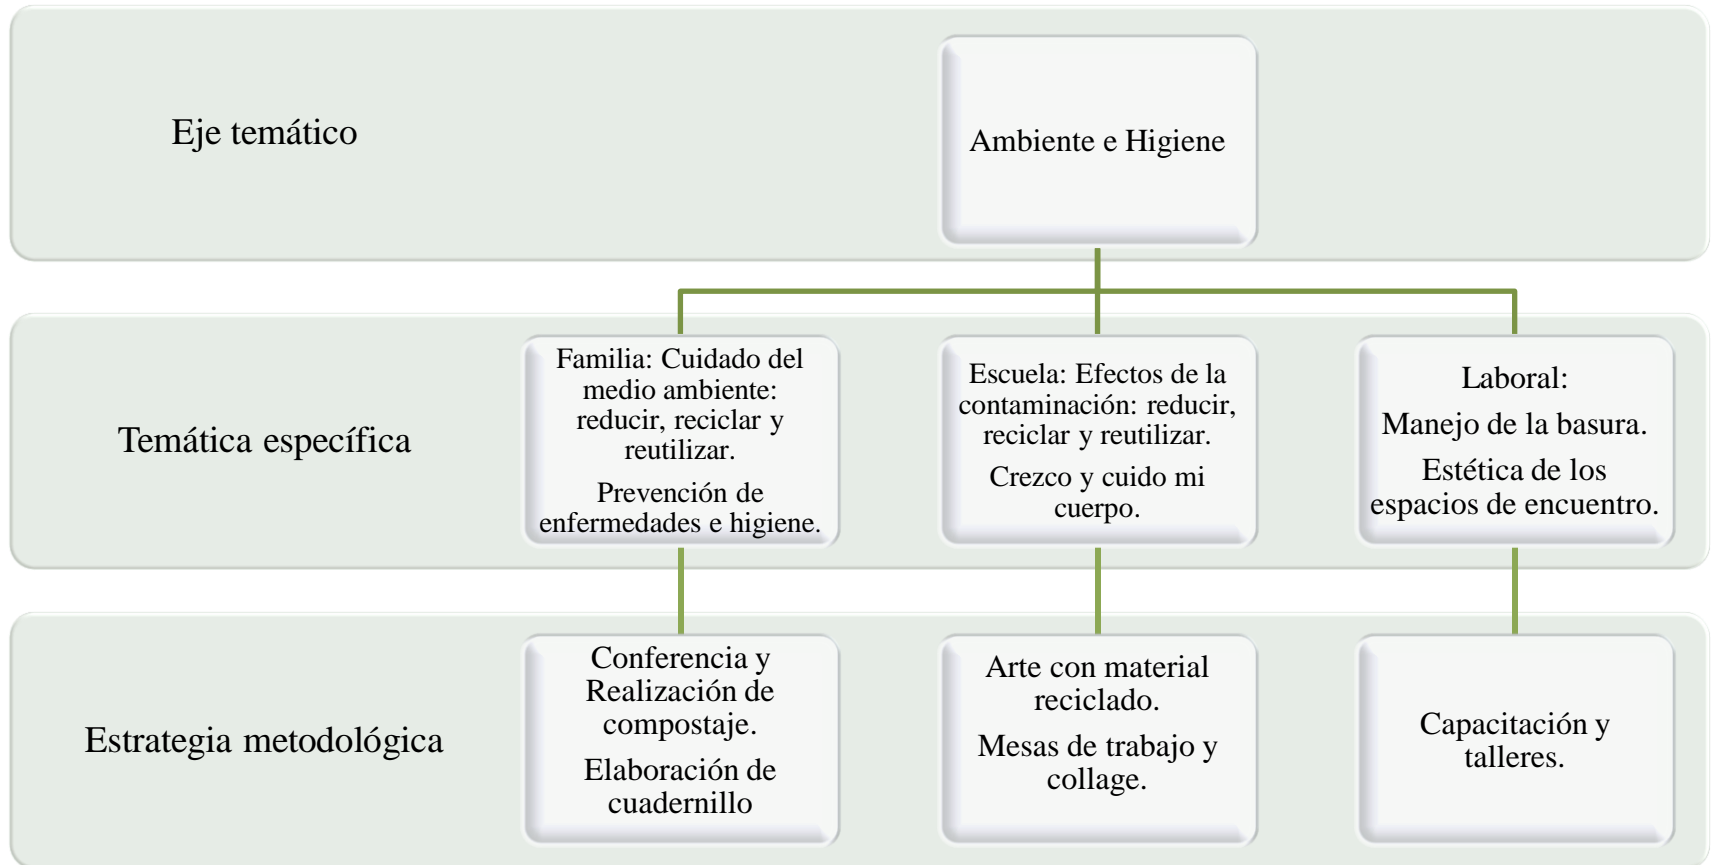 Eje temático
Ambiente e Higiene
Temática específica
Familia: Cuidado del
medio ambiente:
reducir, reciclar y
reutilizar.
Prevención de
enfermedades e higiene.
Escuela: Efectos de la
contaminación: reducir,
reciclar y reutilizar.
Crezco y cuido mi
cuerpo.
Laboral:
Manejo de la basura.
Estética de los
espacios de encuentro.
Estrategia metodológica
Conferencia y
Realización de
compostaje.
Elaboración de
cuadernillo
Arte con material
reciclado.
Mesas de trabajo y
collage.
Capacitación y
talleres.